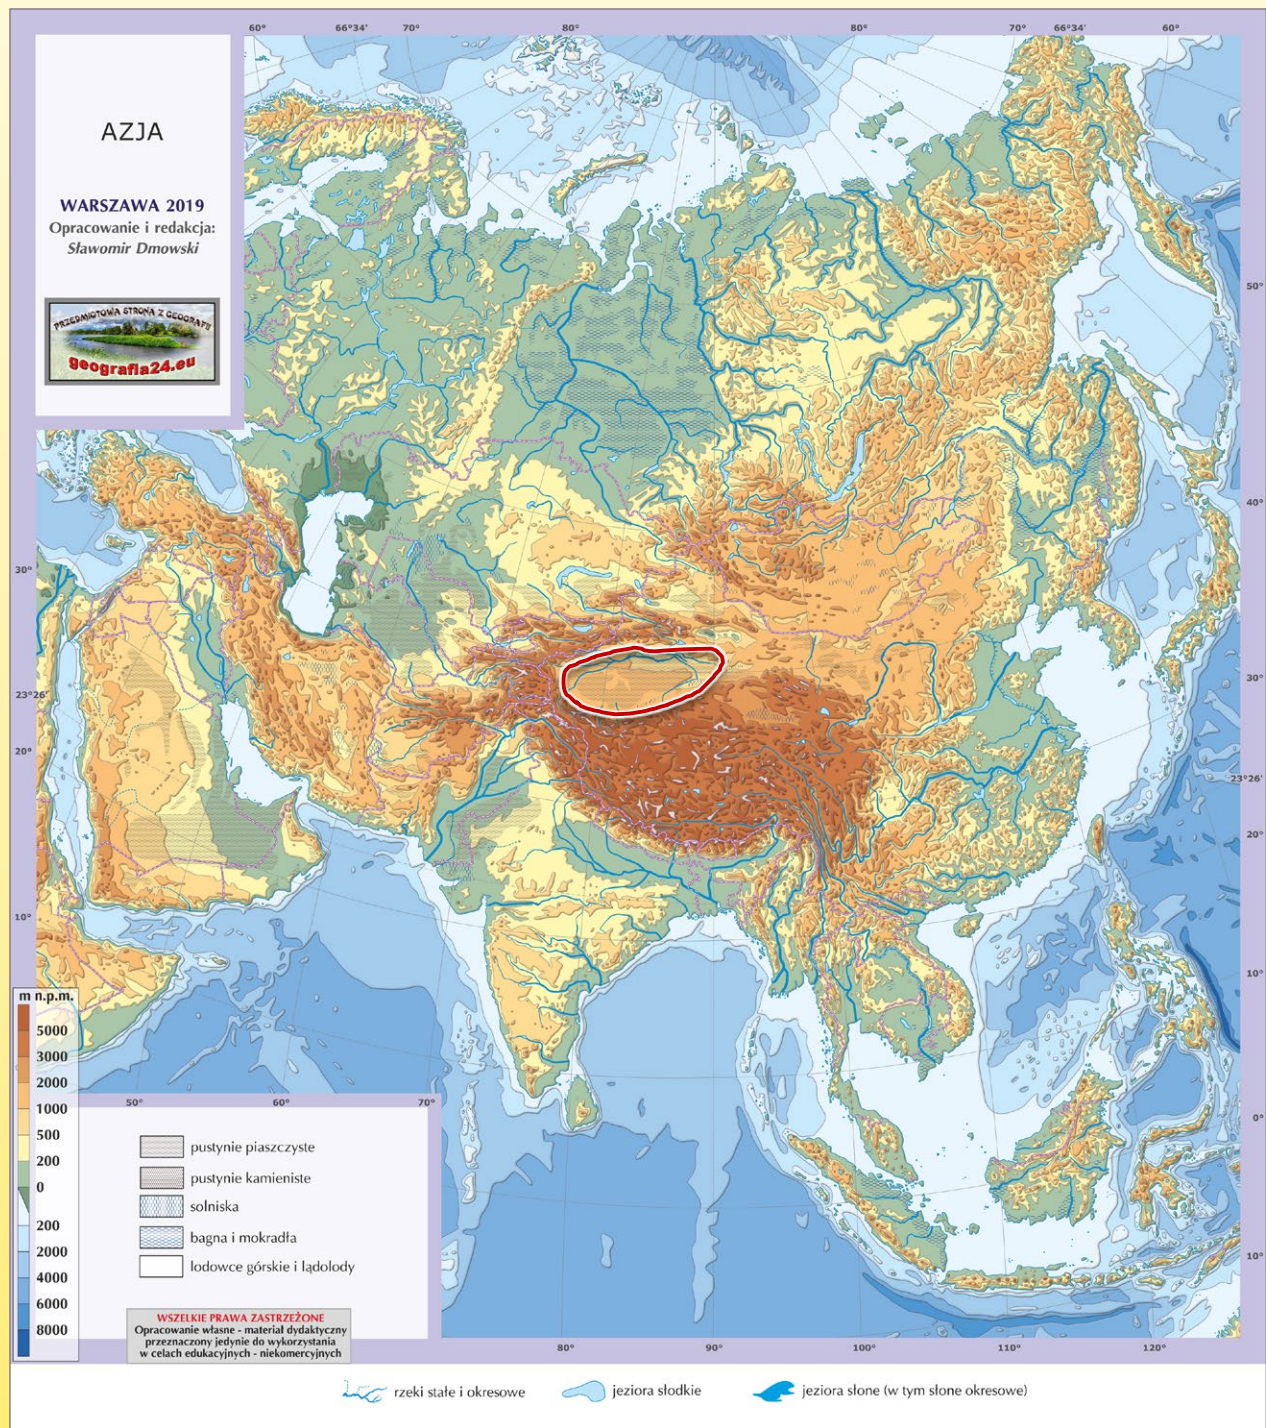 60° 66°34' 70° 80° 80° 70° 66°34' 60°
AZJA
WARSZAWA 2019
Opracowanie i redakcja:
Sławomir Dmowski
PRZEDMIOTOWA STRONA Z GEOGRAFII
geografia24.eu
50°
40°
30°
30°
23°26'
20°
23°26'
20°
10°
10°
0°
10°
m n.p.m.
5000
3000
2000
1000
500
200
0
200
2000
4000
6000
8000
50° 60° 70°
pustynie piaszczyste
pustynie kamieniste
solniska
bagna i mokradła
lodowce górskie i lądolody
WSZELKIE PRAWA ZASTRZEŻONE
Opracowanie własne - materiał dydaktyczny
przeznaczony jedynie do wykorzystania
w celach edukacyjnych - niekomercyjnych
80° 90° 100° 110° 120°
rzeki stałe i okresowe jeziora słodkie jeziora słone (w tym słone okresowe)